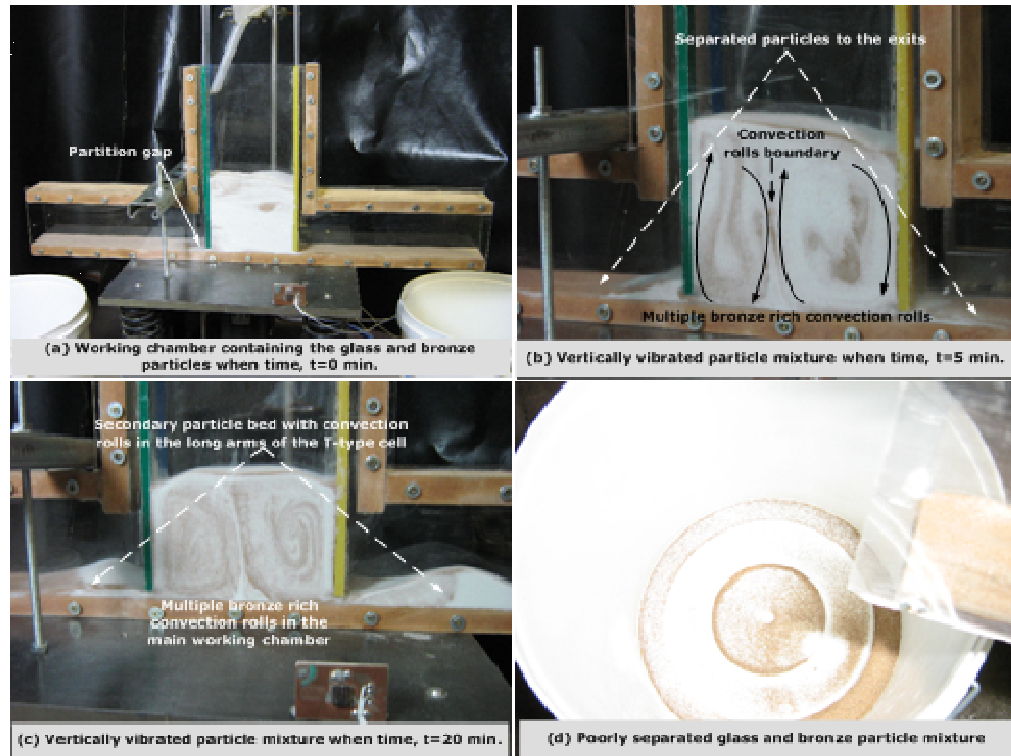 Partition gap
(a) Working chamber containing the glass and bronze
particles when time, t=0 min.
Separated particles to the exits
Convection
rolls boundary
Multiple bronze rich convection rolls
(b) Vertically vibrated particle mixture when time, t=5 min.
Secondary particle bed with convection
rolls in the long arms of the T-type cell
Multiple bronze rich
convection rolls in the
main working chamber
(c) Vertically vibrated particle mixture when time, t=20 min.
(d) Poorly separated glass and bronze particle mixture